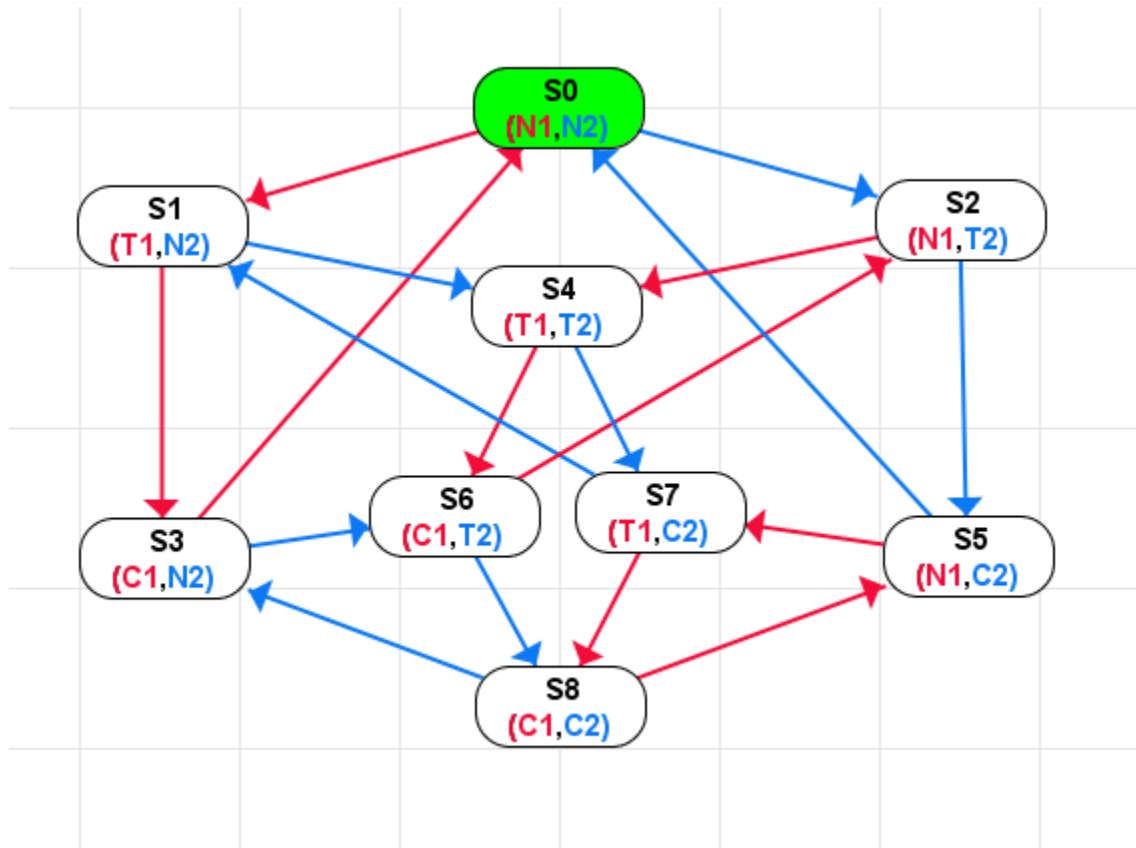 S0
(N1,N2)
S1
(T1,N2)
S2
(N1,T2)
S4
(T1,T2)
S6
(C1,T2)
S7
(T1,C2)
S3
(C1,N2)
S5
(N1,C2)
S8
(C1,C2)